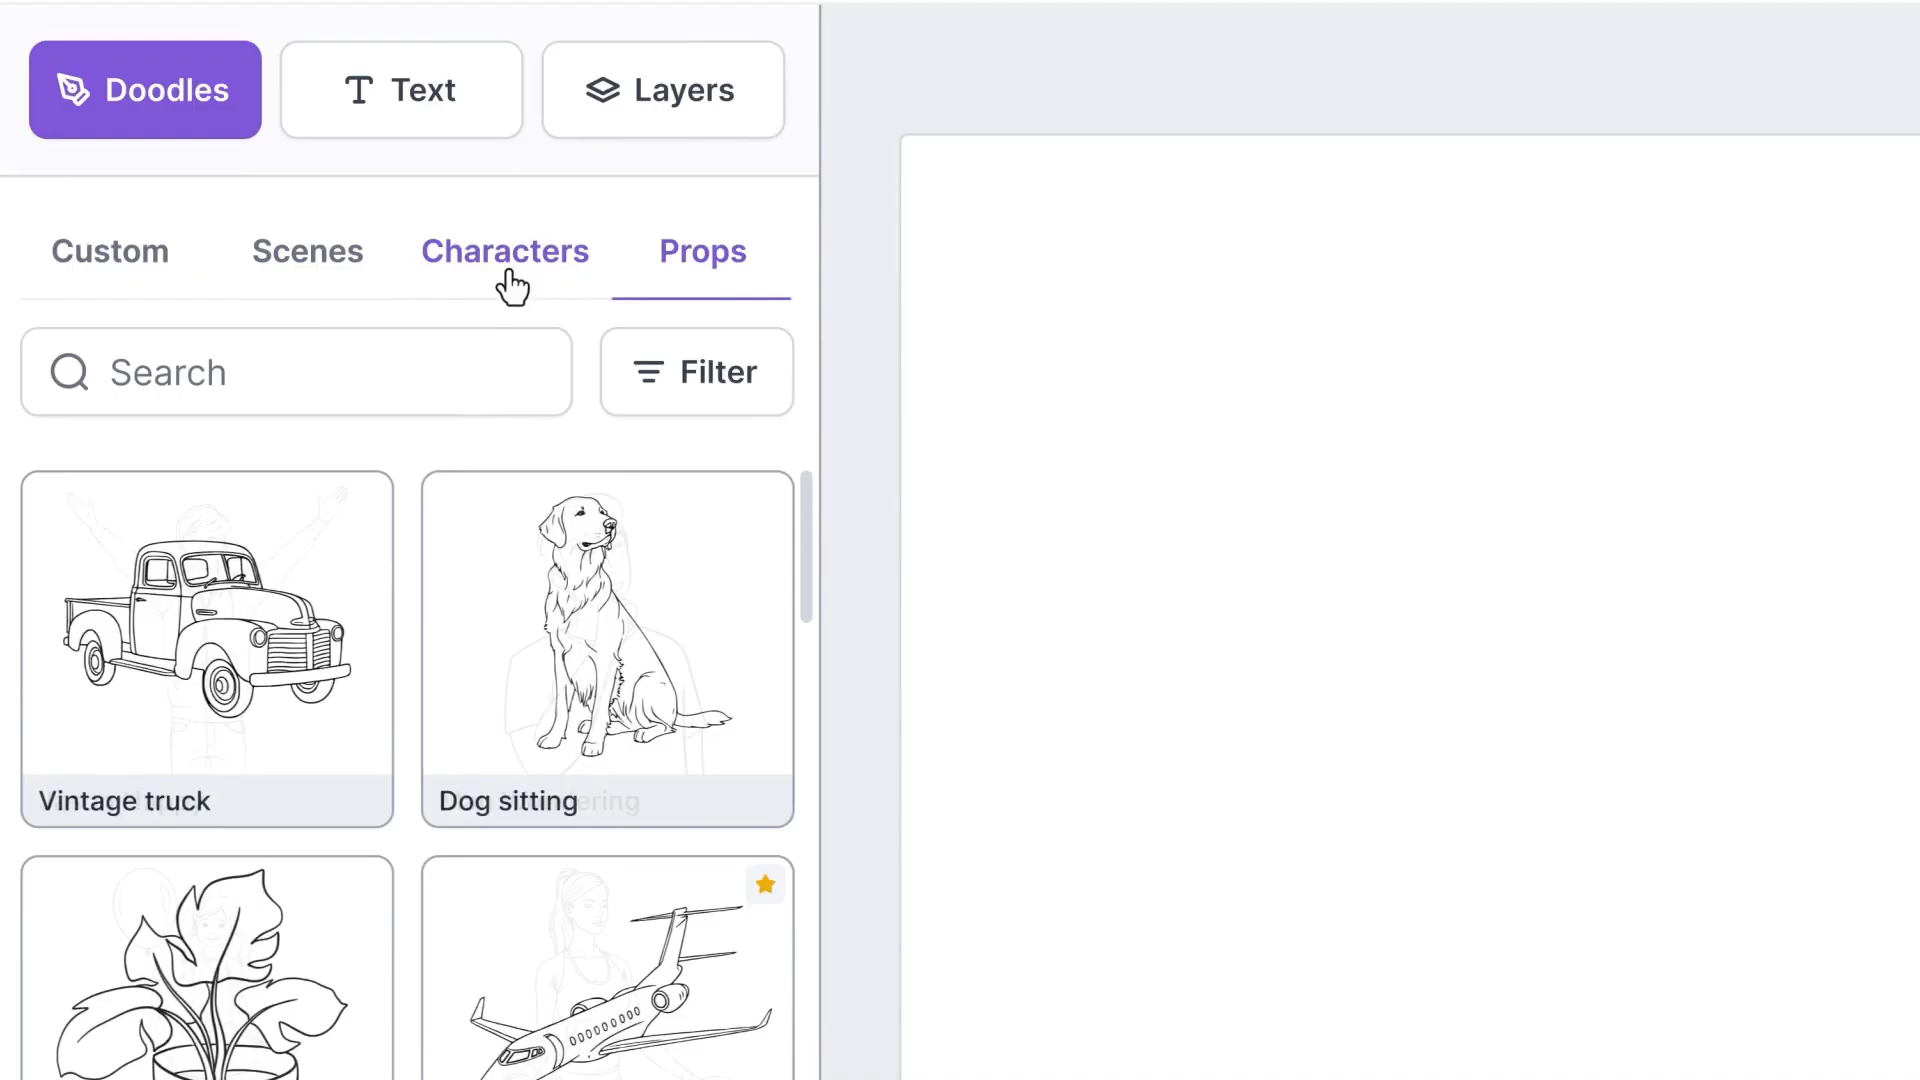 Doodles
Text
Layers
Custom
Scenes
Characters
Props
Search
Filter
Vintage truck
Dog sitting